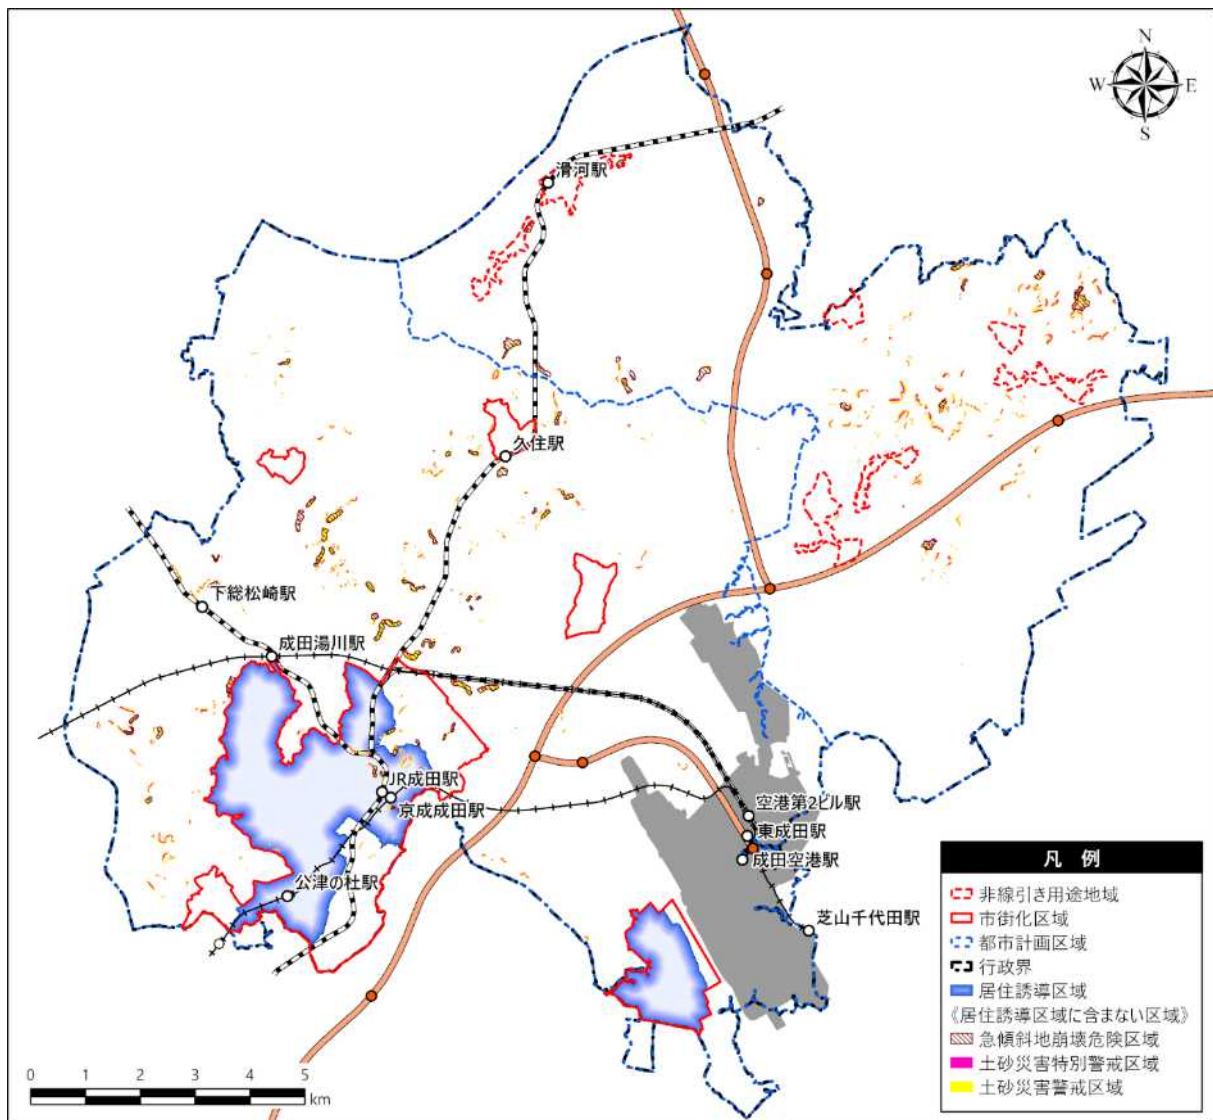 N
W
E
S
滑河駅
久住駅
下総松崎駅
成田湯川駅
JR成田駅
京成成田駅
空港第2ビル駅
東成田駅
成田空港駅
公津の杜駅
芝山千代田駅
凡 例
非線引き用途地域
市街化区域
都市計画区域
行政界
居住誘導区域
《居住誘導区域に含まない区域》
急傾斜地崩壊危険区域
土砂災害特別警戒区域
土砂災害警戒区域
0 1 2 3 4 5
km